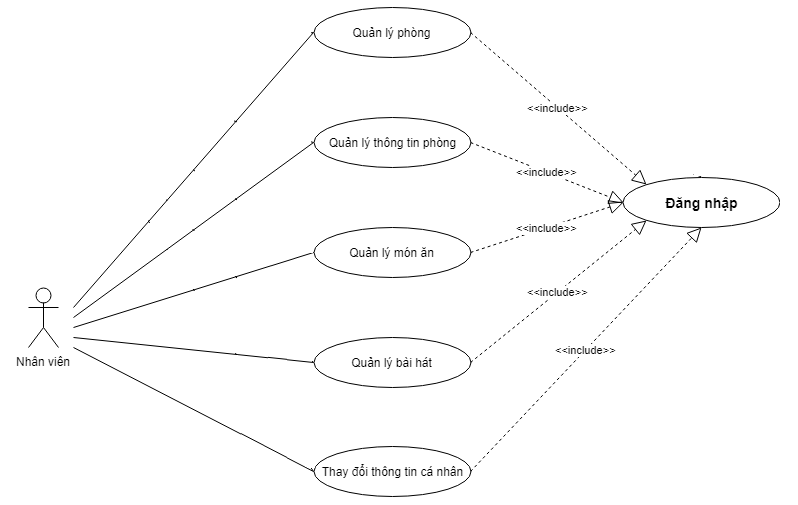 Quản lý phòng
<<include>>
Quản lý thông tin phòng
<<include>>
Đăng nhập
<<include>>
Quản lý món ăn
<<include>>
Nhân viên
Quản lý bài hát
<<include>>
Thay đổi thông tin cá nhân